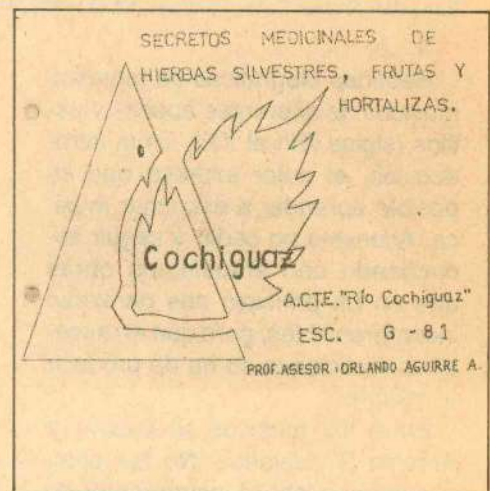 SECRETOS MEDICINALES DE
HIERBAS SILVESTRES, FRUTAS Y
HORTALIZAS.
Cochiguaz
A.C.T.E. "Río Cochiguaz"
ESC. G - 81
PROF. ASESOR : ORLANDO AGUIRRE A.